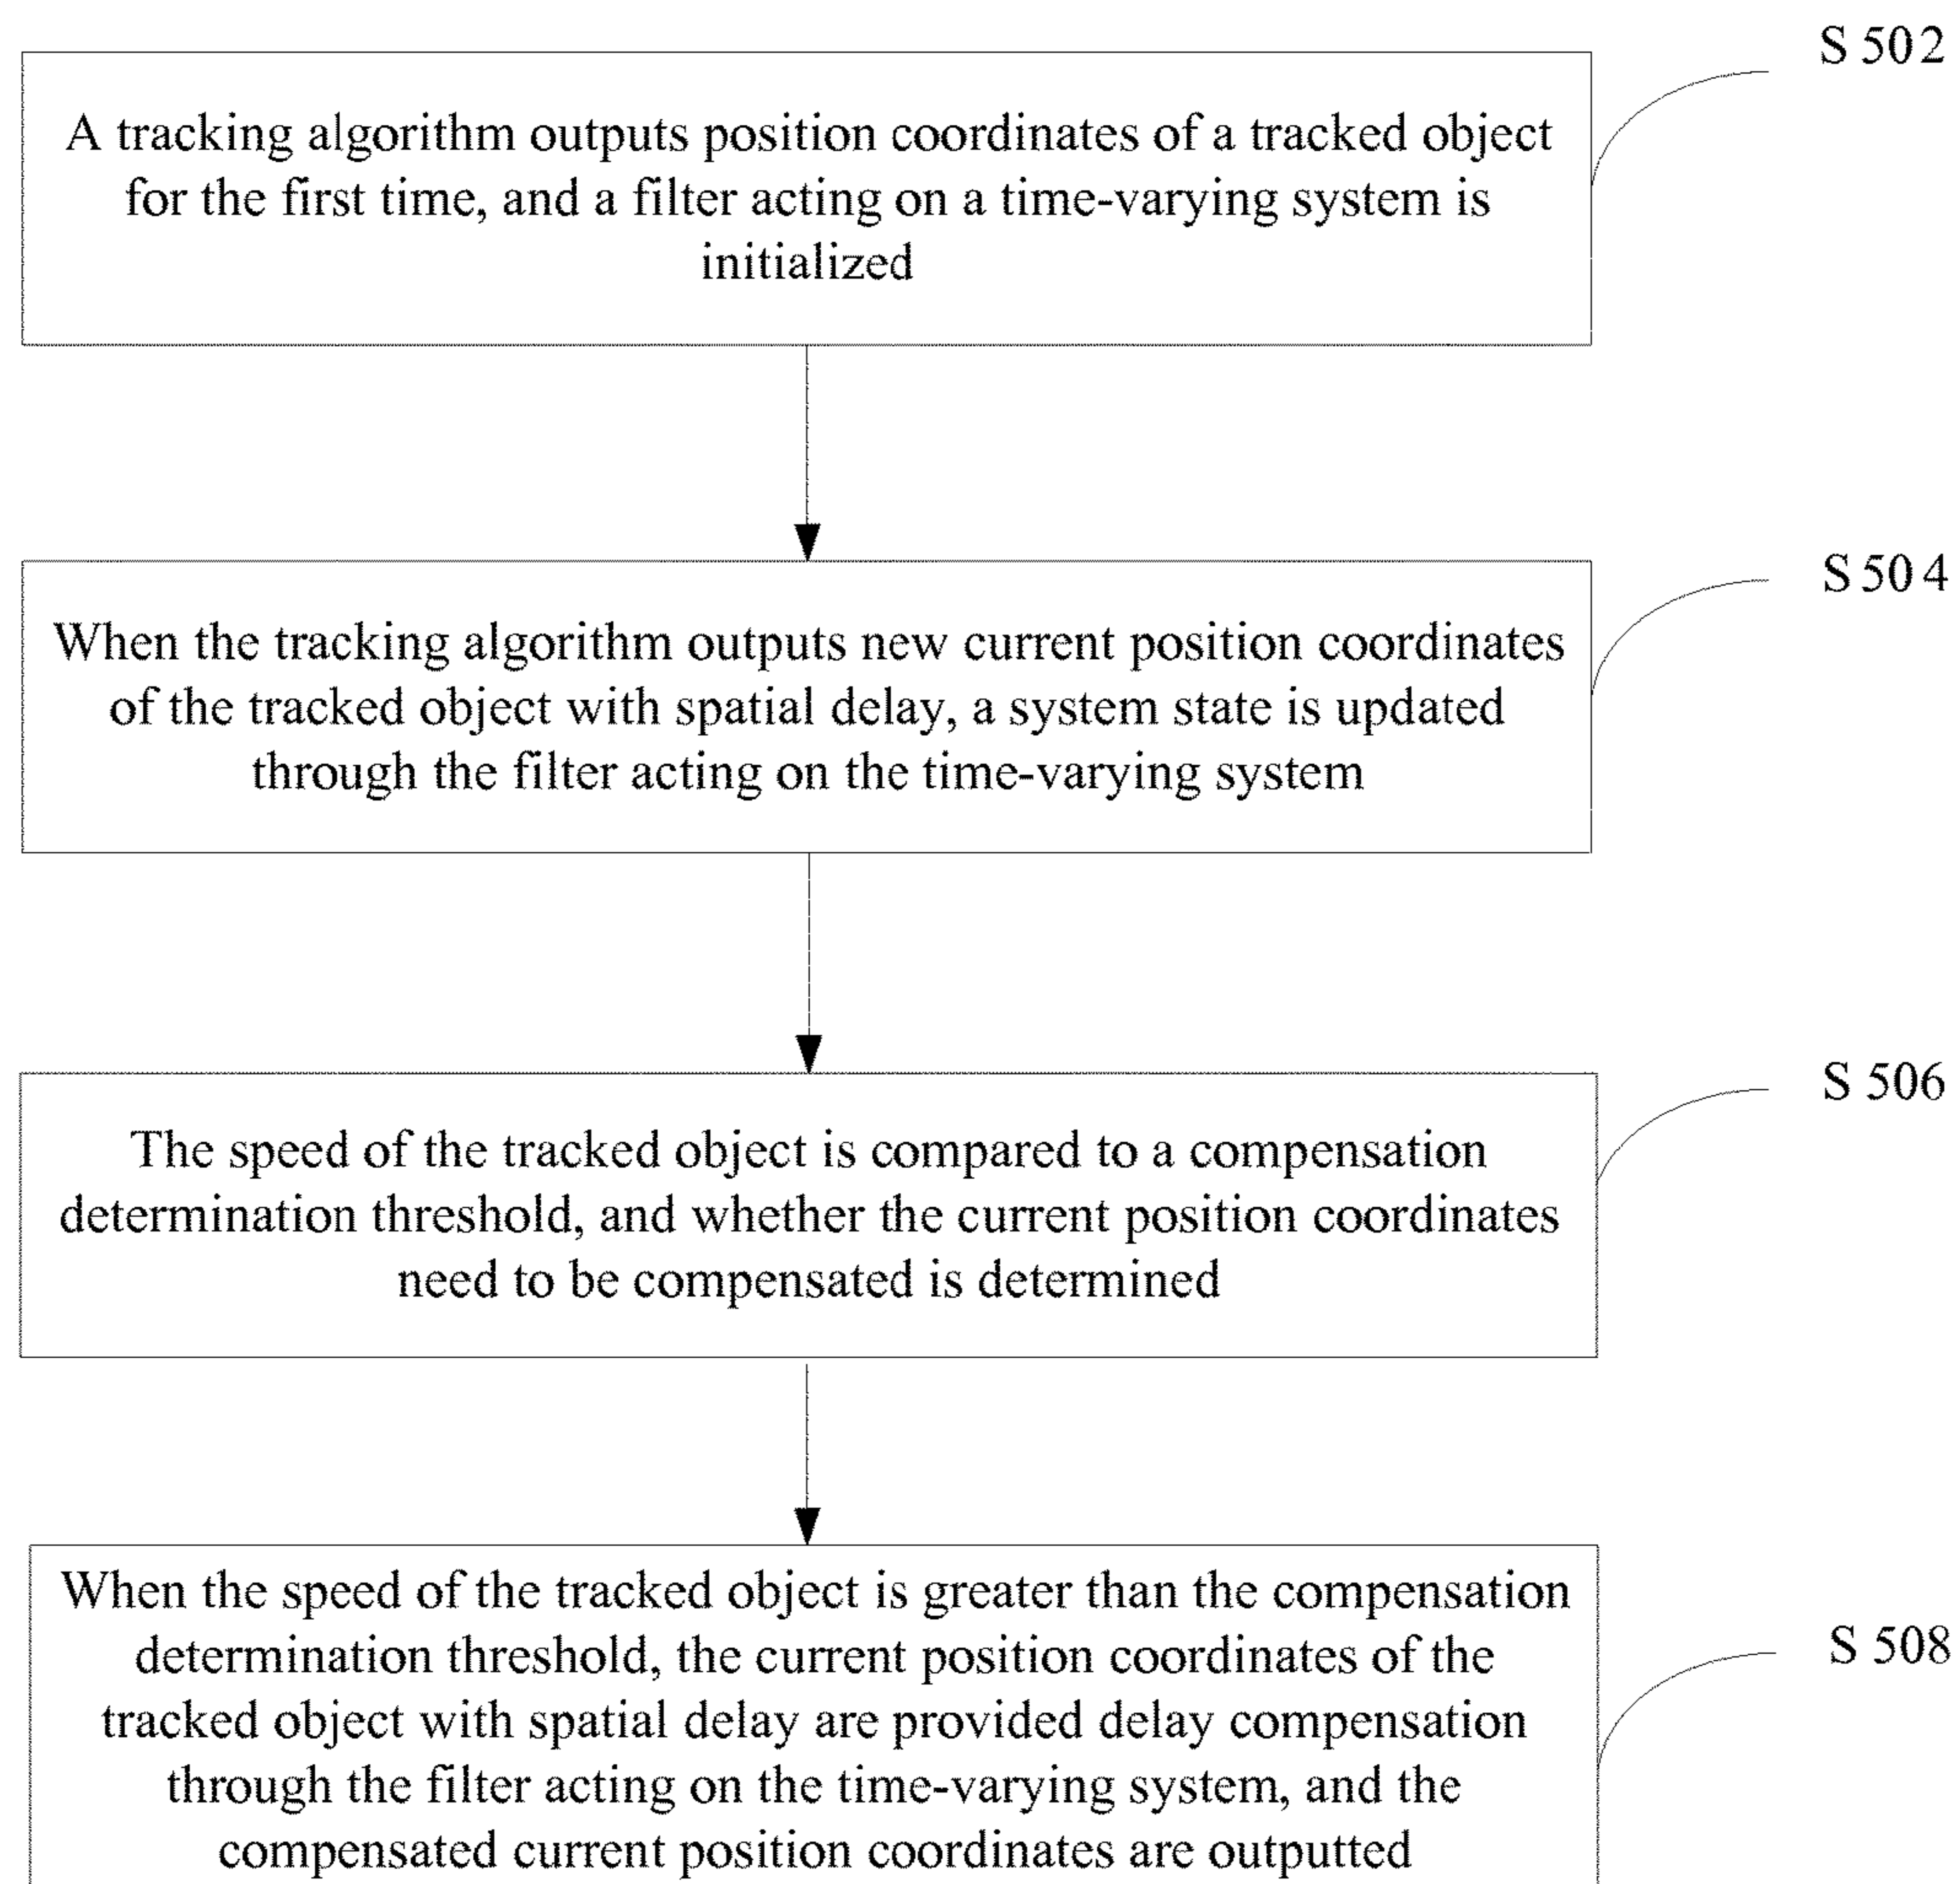 S 502
A tracking algorithm outputs position coordinates of a tracked object
for the first time, and a filter acting on a time-varying system is
initialized
S 504
When the tracking algorithm outputs new current position coordinates
of the tracked object with spatial delay, a system state is updated
through the filter acting on the time-varying system
S 506
The speed of the tracked object is compared to a compensation
determination threshold, and whether the current position coordinates
need to be compensated is determined
When the speed of the tracked object is greater than the compensation
determination threshold, the current position coordinates of the
S 508
tracked object with spatial delay are provided delay compensation
through the filter acting on the time-varying system, and the
compensated current position coordinates are outputted